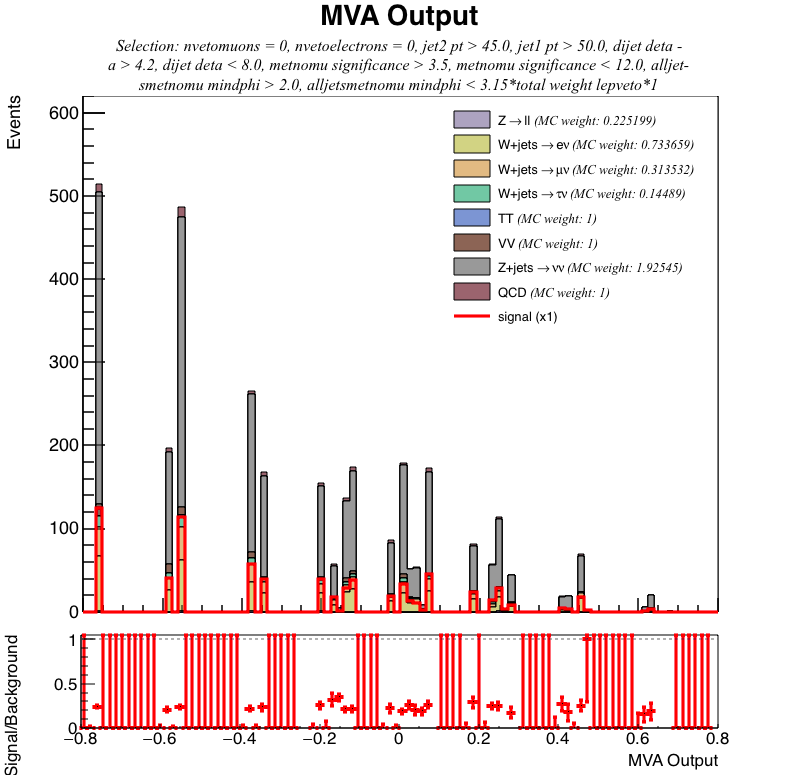 MVA Output
Selection: nvetomuons = 0, nvetoelectrons = 0, jet2 pt > 45.0, jet1 pt > 50.0, dijet deta -
a > 4.2, dijet deta < 8.0, metnomu significance > 3.5, metnomu significance < 12.0, alljet-
smetnomu mindphi > 2.0, alljetsmetnomu mindphi < 3.15*total weight lepveto*1
Events
600
500
400
300
200
100
0
Z→ll (MC weight: 0.225199)
W+jets→eν (MC weight: 0.733659)
W+jets→μν (MC weight: 0.313532)
W+jets→τν (MC weight: 0.14489)
TT (MC weight: 1)
VV (MC weight: 1)
Z+jets→νν (MC weight: 1.92545)
QCD (MC weight: 1)
signal (x1)
Signal/Background
1
0.5
0
−0.8 −0.6 −0.4 −0.2 0 0.2 0.4 0.6 0.8
MVA Output